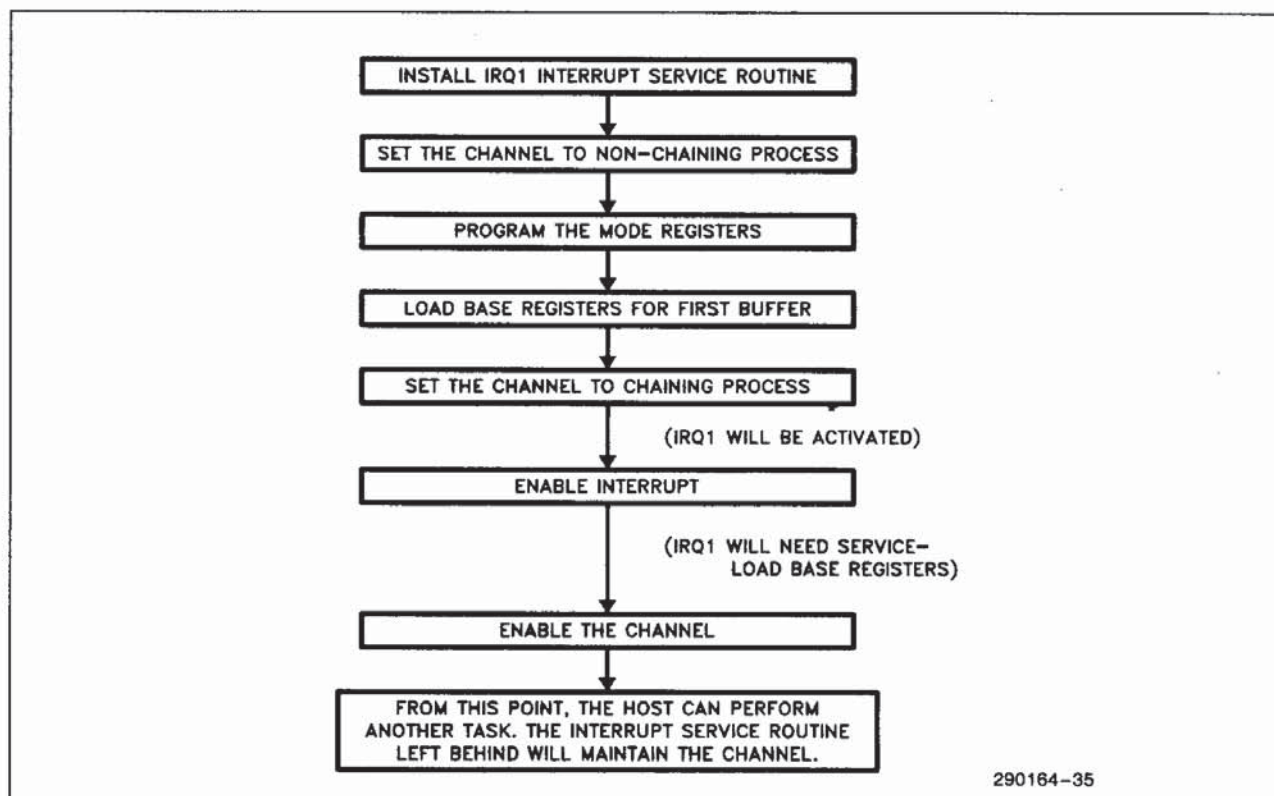 INSTALL IRQ1 INTERRUPT SERVICE ROUTINE
SET THE CHANNEL TO NON-CHAINING PROCESS
PROGRAM THE MODE REGISTERS
LOAD BASE REGISTERS FOR FIRST BUFFER
SET THE CHANNEL TO CHAINING PROCESS
(IRQ1 WILL BE ACTIVATED)
ENABLE INTERRUPT
(IRQ1 WILL NEED SERVICE-
LOAD BASE REGISTERS)
ENABLE THE CHANNEL
FROM THIS POINT, THE HOST CAN PERFORM
ANOTHER TASK. THE INTERRUPT SERVICE ROUTINE
LEFT BEHIND WILL MAINTAIN THE CHANNEL.
290164-35